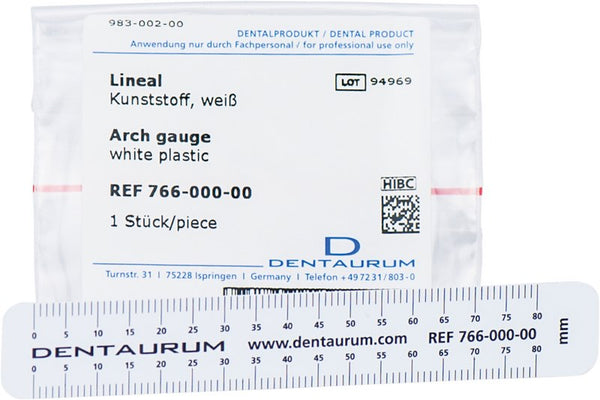 983-002-00
DENTALPRODUKT / DENTAL PRODUCT
Anwendung nur durch Fachpersonal / for professional use only
Lineal
Kunststoff, weiß
LOT 94969
Arch gauge
white plastic
REF 766-000-00
HIBC
1 Stück/piece
D
DENTAURUM
Turnstr. 31 | 75228 Ispringen | Germany | Telefon +497231/803-0
0 5 10 15 20 25 30 35 40 45 50 55 60 65 70 75 80
DENTAURUM www.dentaurum.com REF 766-000-00 mm
0 5 10 15 20 25 30 35 40 45 50 55 60 65 70 75 80